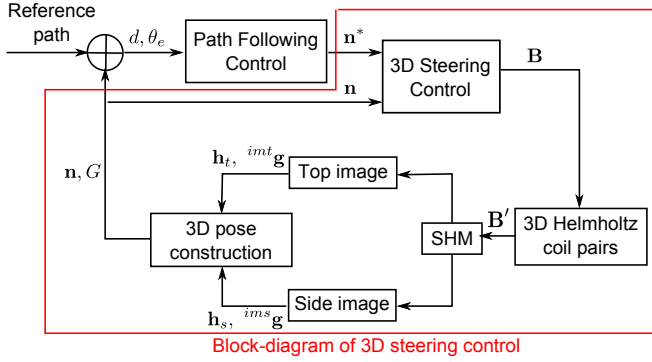 Reference
path
d, θₑ
Path Following
Control
n*
n
3D Steering
Control
B
n, G
hₜ, ⁱᵐᵗg
Top image
3D pose
construction
SHM
B′
3D Helmholtz
coil pairs
Side image
hₛ, ⁱᵐˢg
Block-diagram of 3D steering control